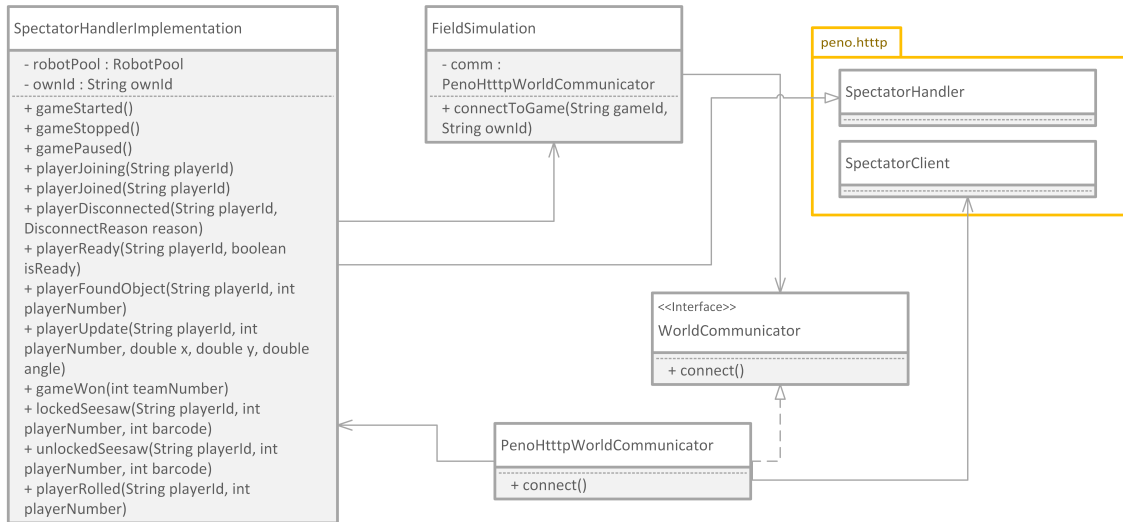 SpectatorHandlerImplementation
- robotPool : RobotPool
- ownId : String ownId
+ gameStarted()
+ gameStopped()
+ gamePaused()
+ playerJoining(String playerId)
+ playerJoined(String playerId)
+ playerDisconnected(String playerId,
DisconnectReason reason)
+ playerReady(String playerId, boolean
isReady)
+ playerFoundObject(String playerId, int
playerNumber)
+ playerUpdate(String playerId, int
playerNumber, double x, double y, double
angle)
+ gameWon(int teamNumber)
+ lockedSeesaw(String playerId, int
playerNumber, int barcode)
+ unlockedSeesaw(String playerId, int
playerNumber, int barcode)
+ playerRolled(String playerId, int
playerNumber)
FieldSimulation
- comm :
PenoHtttpWorldCommunicator
+ connectToGame(String gameId,
String ownId)
peno.htttp
SpectatorHandler
SpectatorClient
<<Interface>>
WorldCommunicator
+ connect()
PenoHtttpWorldCommunicator
+ connect()